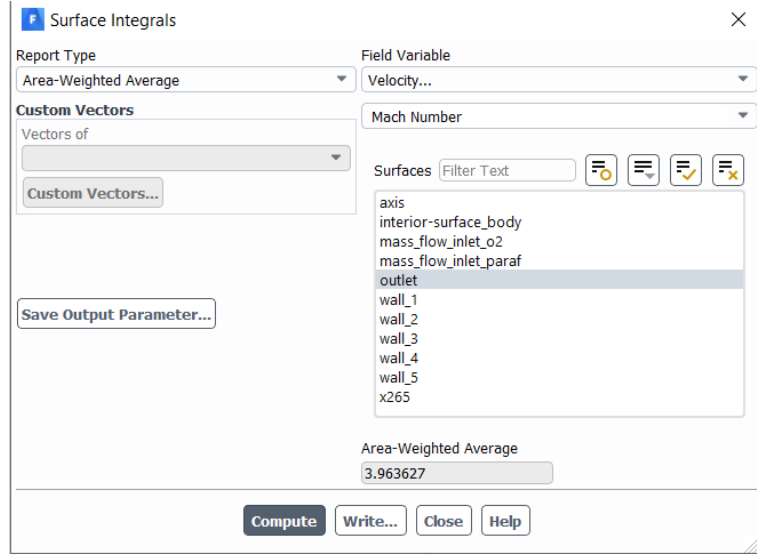 F Surface Integrals
Report Type
Area-Weighted Average
Custom Vectors
Vectors of
Custom Vectors...
Save Output Parameter...
Field Variable
Velocity...
Mach Number
Surfaces Filter Text
axis
interior-surface_body
mass_flow_inlet_o2
mass_flow_inlet_paraf
outlet
wall_1
wall_2
wall_3
wall_4
wall_5
x265
Area-Weighted Average
3.963627
Compute Write... Close Help